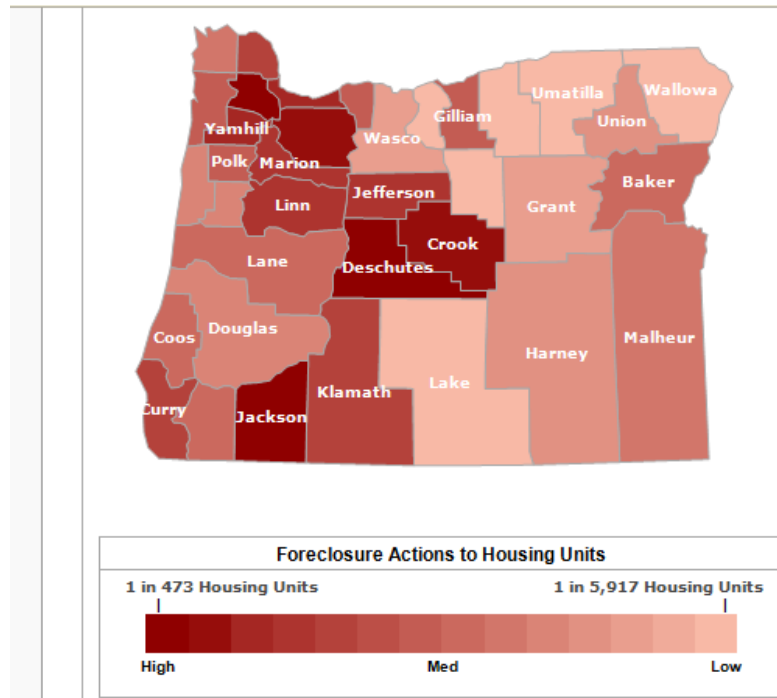 Umatilla
Wallowa
Gilliam
Union
Yamhill
Wasco
Polk
Marion
Baker
Jefferson
Linn
Grant
Crook
Lane
Deschutes
Douglas
Coos
Malheur
Harney
Lake
Klamath
Curry
Jackson
Foreclosure Actions to Housing Units
1 in 473 Housing Units
1 in 5,917 Housing Units
High
Med
Low